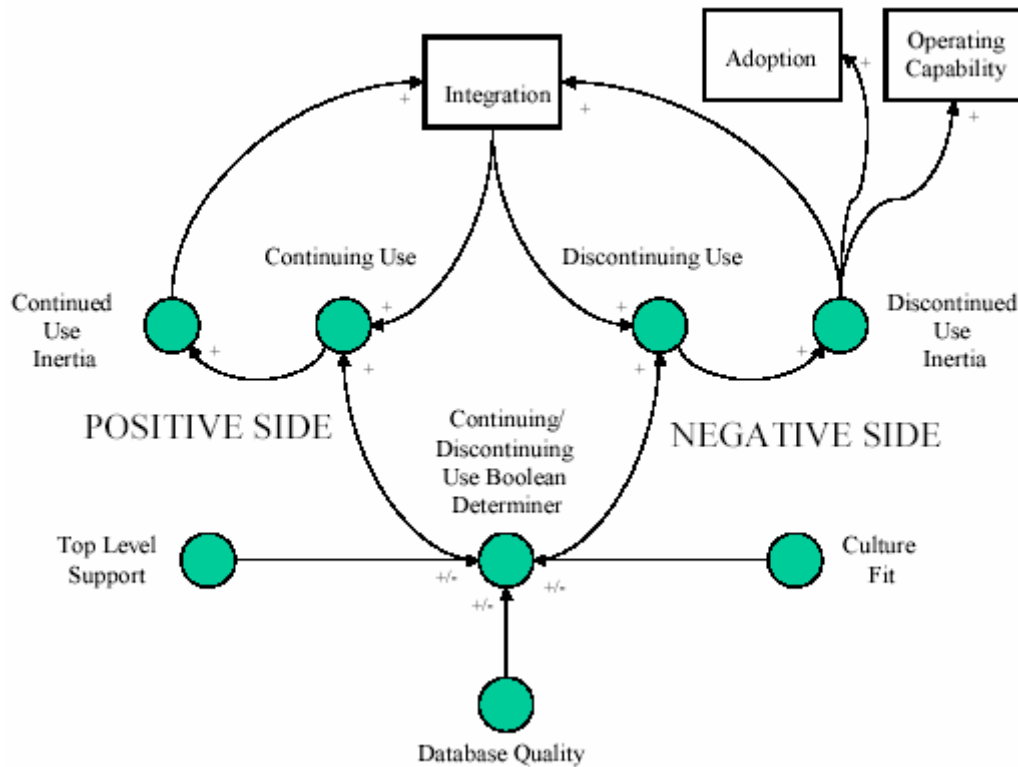 Integration
Adoption
Operating
Capability
+
+
+
+
Continuing Use
Discontinuing Use
Continued
Use
Inertia
+
+
Discontinued
Use
Inertia
+
+
+
+
POSITIVE SIDE
NEGATIVE SIDE
Continuing/
Discontinuing
Use Boolean
Determiner
Top Level
Support
Culture
Fit
+/-
+/-
+/-
Database Quality